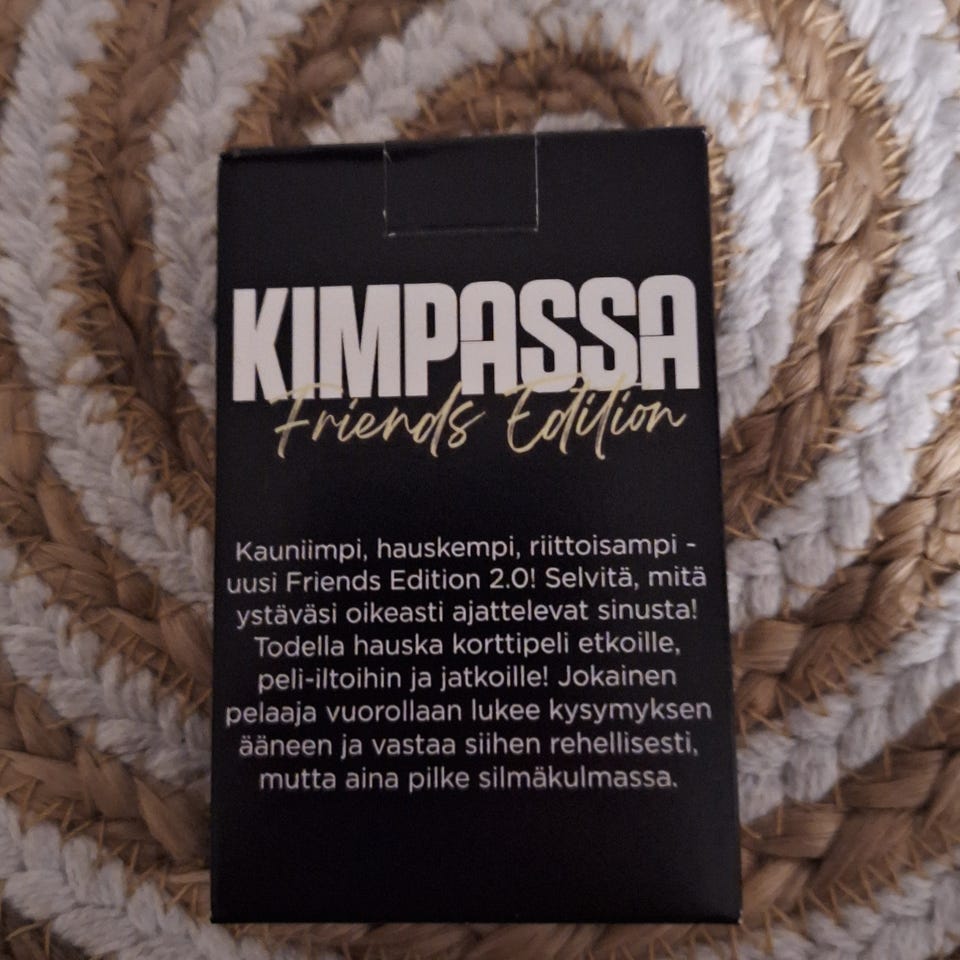 KIMPASSA
Friends Edition
Kauniimpi, hauskempi, riittoisampi -
uusi Friends Edition 2.0! Selvitä, mitä
ystäväsi oikeasti ajattelevat sinusta!
Todella hauska korttipeli etkoille,
peli-iltoihin ja jatkoille! Jokainen
pelaaja vuorollaan lukee kysymyksen
ääneen ja vastaa siihen rehellisesti,
mutta aina pilke silmäkulmassa.